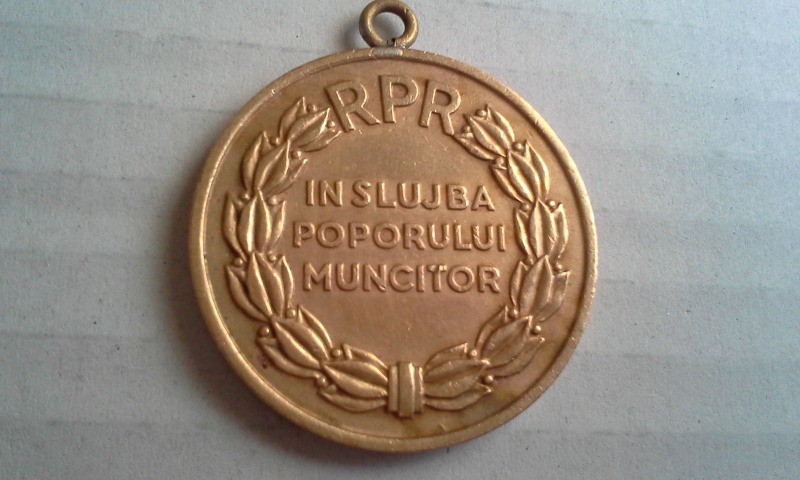 RPR
IN SLUJBA
POPORULUI
MUNCITOR